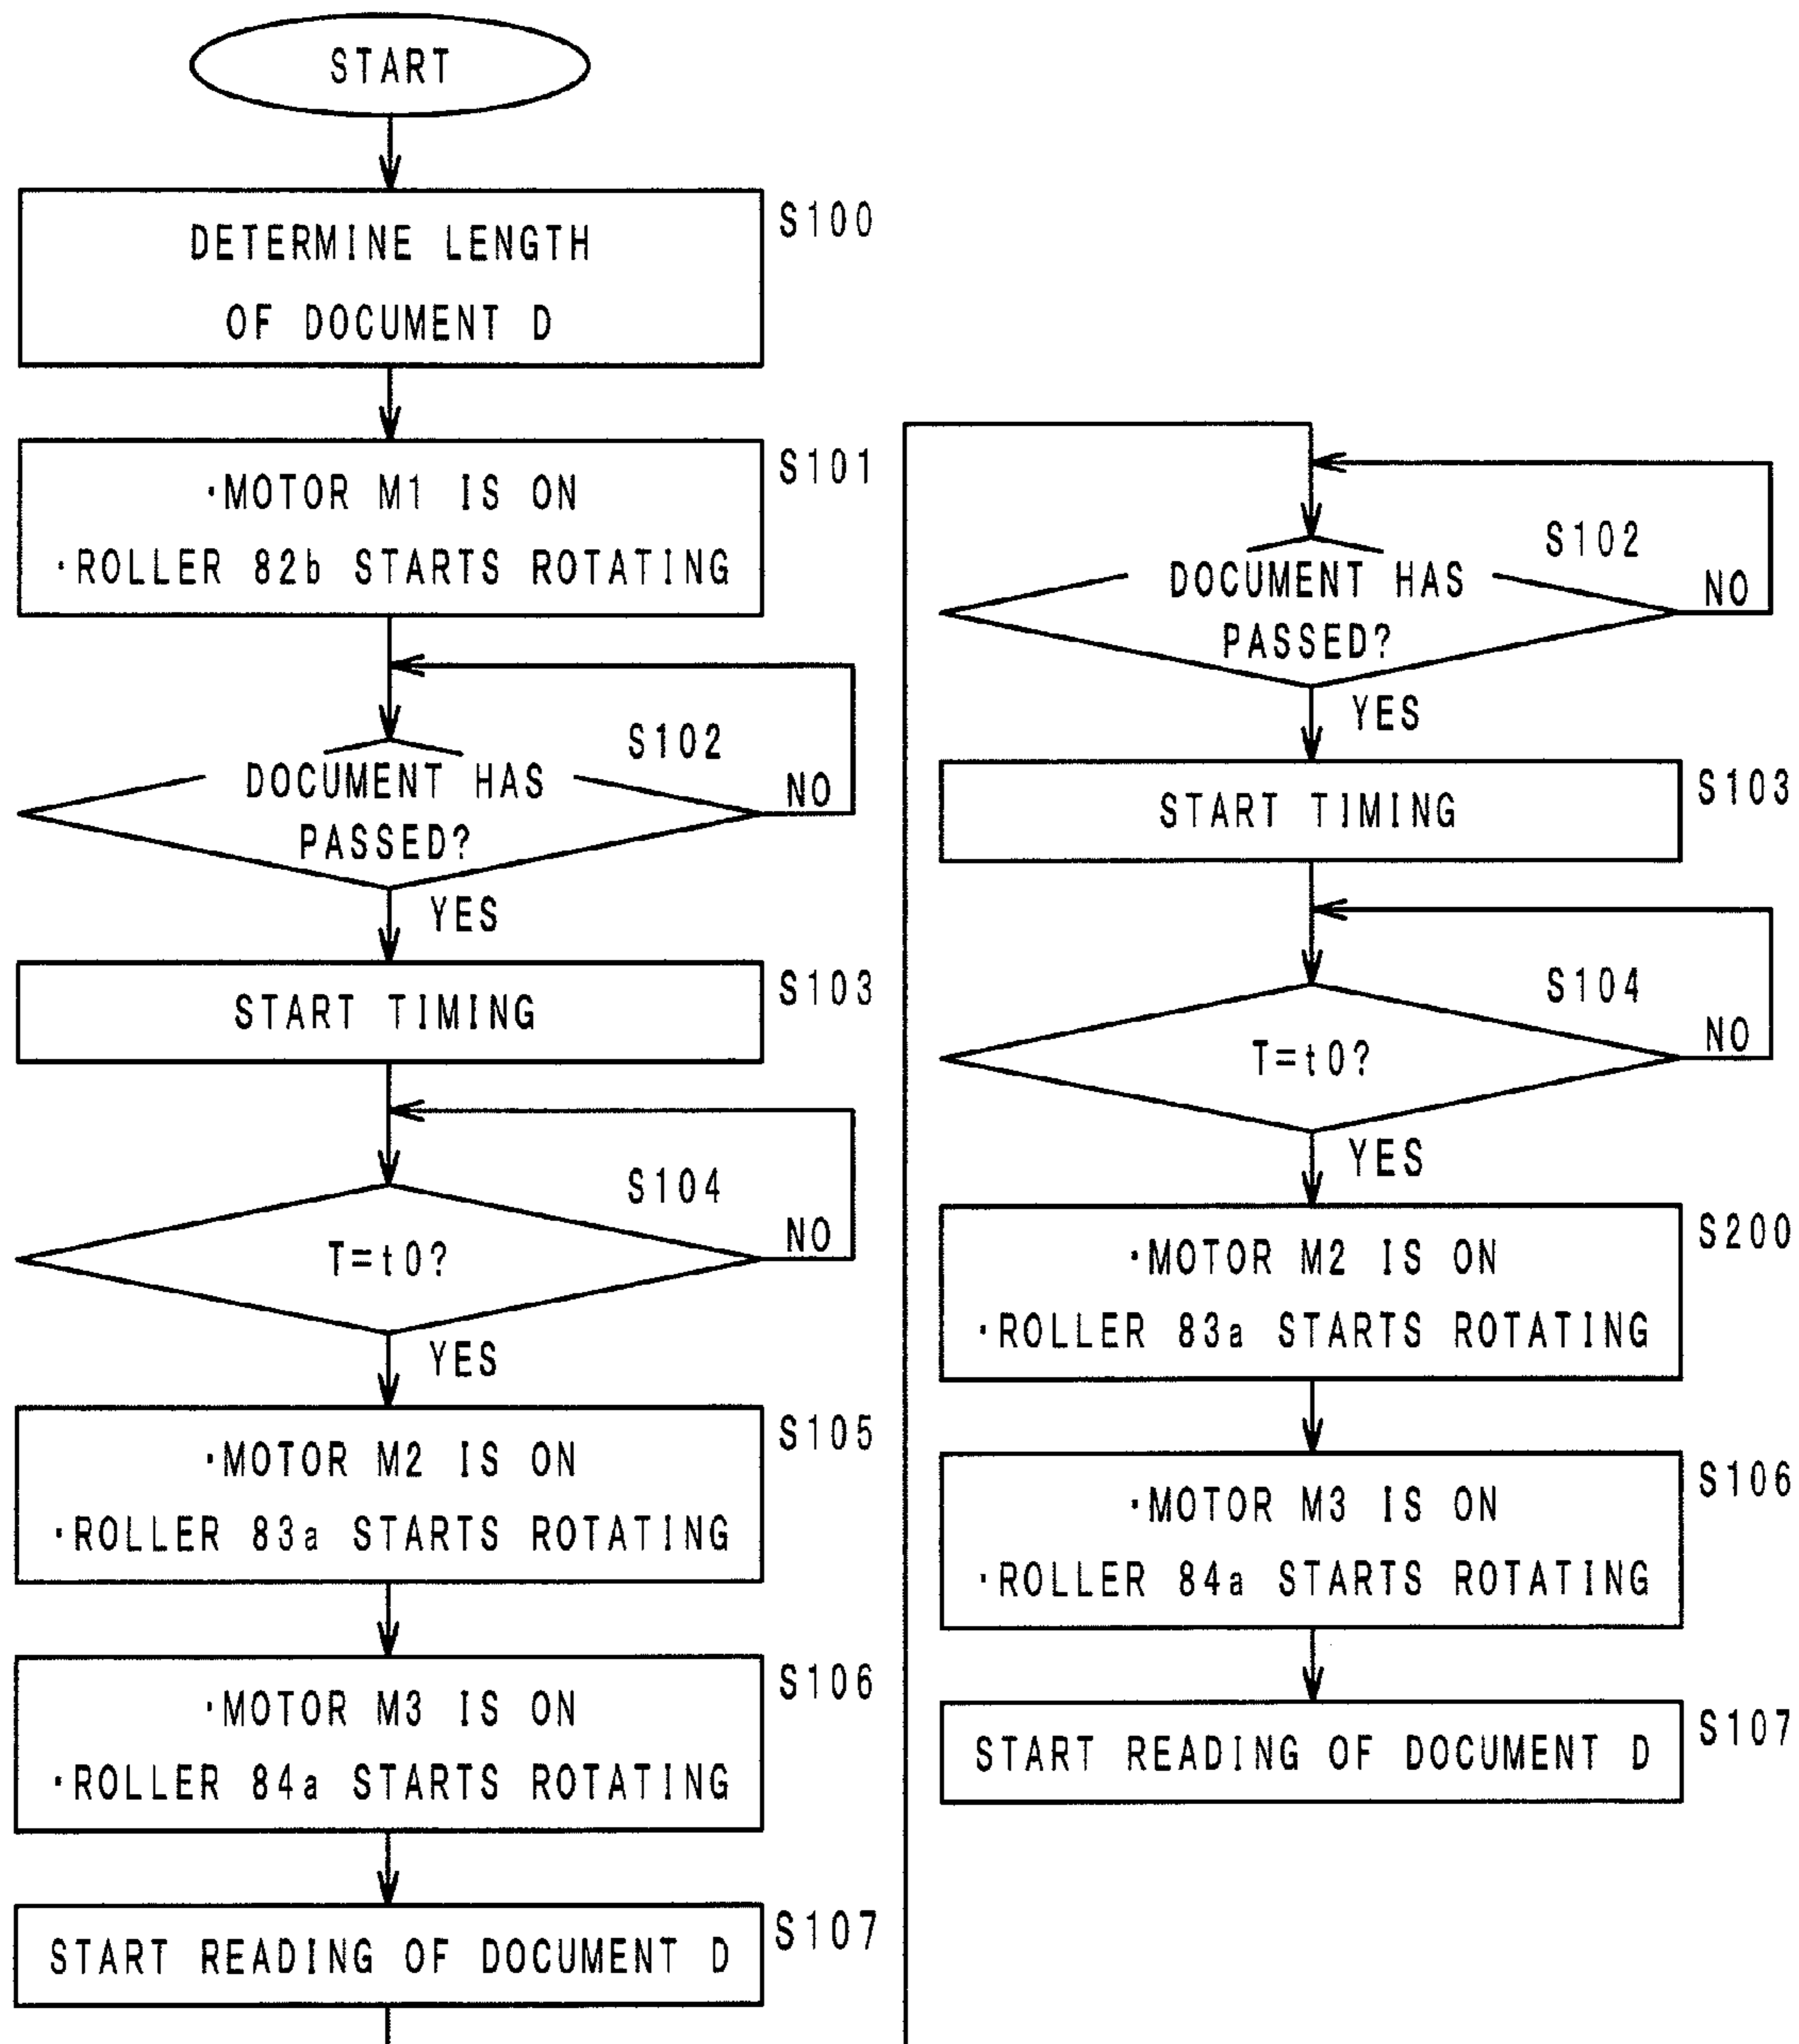 START
DETERMINE LENGTH
OF DOCUMENT D
S100
·MOTOR M1 IS ON
·ROLLER 82b STARTS ROTATING
S101
DOCUMENT HAS
PASSED?
S102
NO
YES
START TIMING
S103
T=t0?
S104
NO
YES
·MOTOR M2 IS ON
·ROLLER 83a STARTS ROTATING
S105
·MOTOR M3 IS ON
·ROLLER 84a STARTS ROTATING
S106
START READING OF DOCUMENT D
S107
DOCUMENT HAS
PASSED?
S102
NO
YES
START TIMING
S103
T=t0?
S104
NO
YES
·MOTOR M2 IS ON
·ROLLER 83a STARTS ROTATING
S200
·MOTOR M3 IS ON
·ROLLER 84a STARTS ROTATING
S106
START READING OF DOCUMENT D
S107